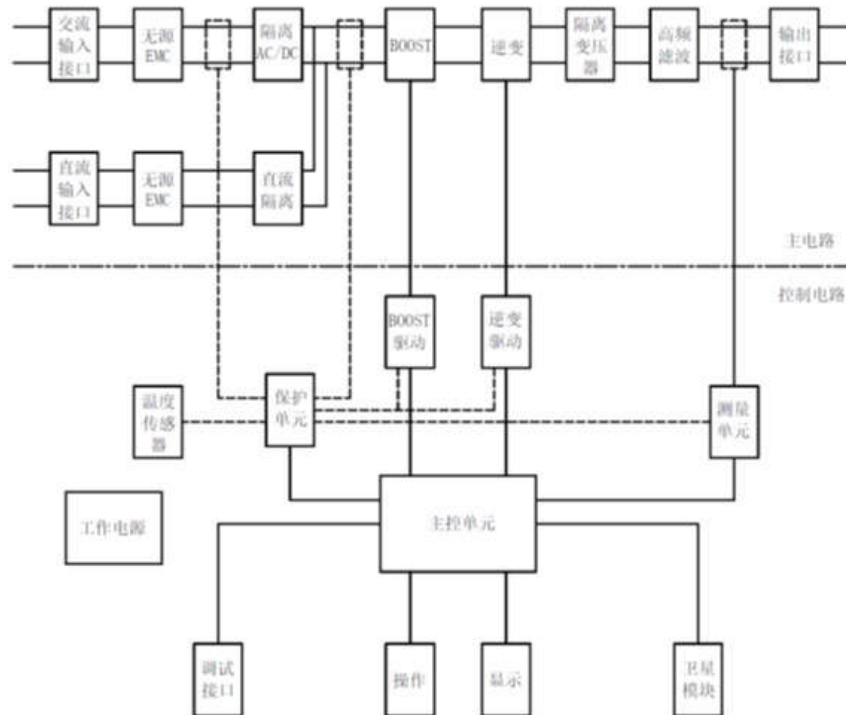 交流
输入
接口
无源
EMC
隔离
AC/DC
BOOST
逆变
隔离
变压
器
高频
滤波
输出
接口
直流
输入
接口
无源
EMC
直流
隔离
主电路
控制电路
BOOST
驱动
逆变
驱动
温度
传感
器
保护
单元
测量
单元
工作电源
主控单元
调试
接口
操作
显示
卫星
模块